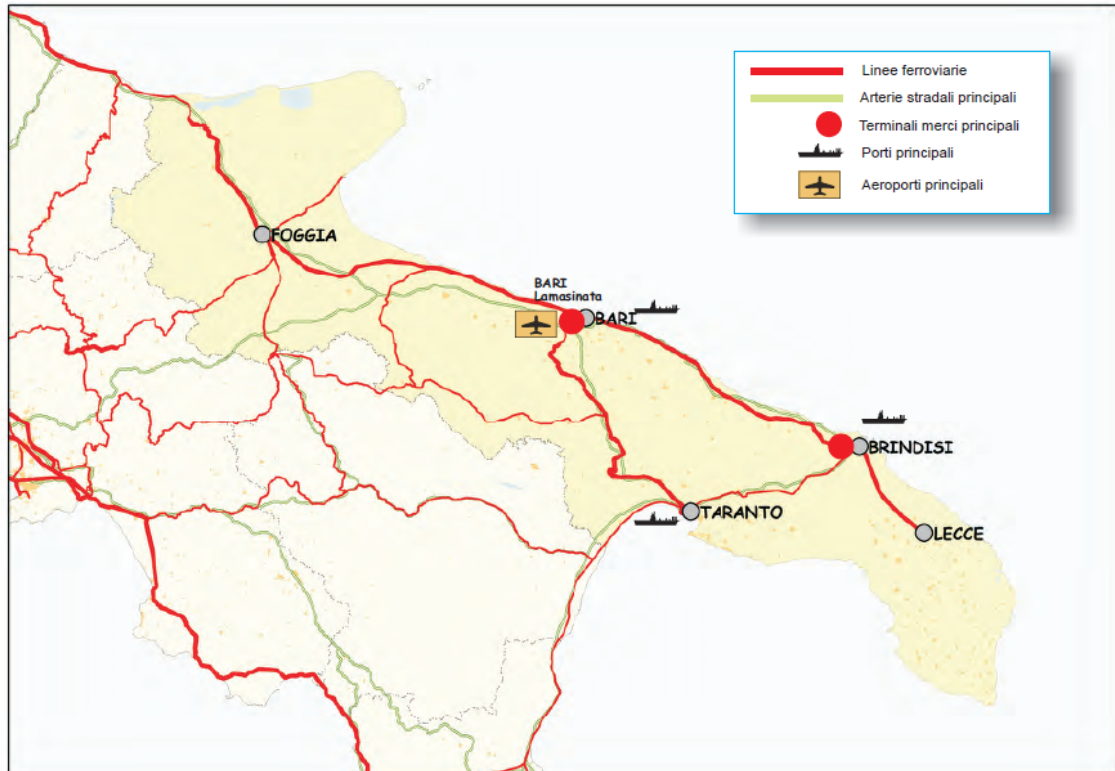 Linee ferroviarie
Arterie stradali principali
Terminali merci principali
Porti principali
Aeroporti principali
FOGGIA
BARI
Lamasinata
BARI
BRINDISI
TARANTO
LECCE